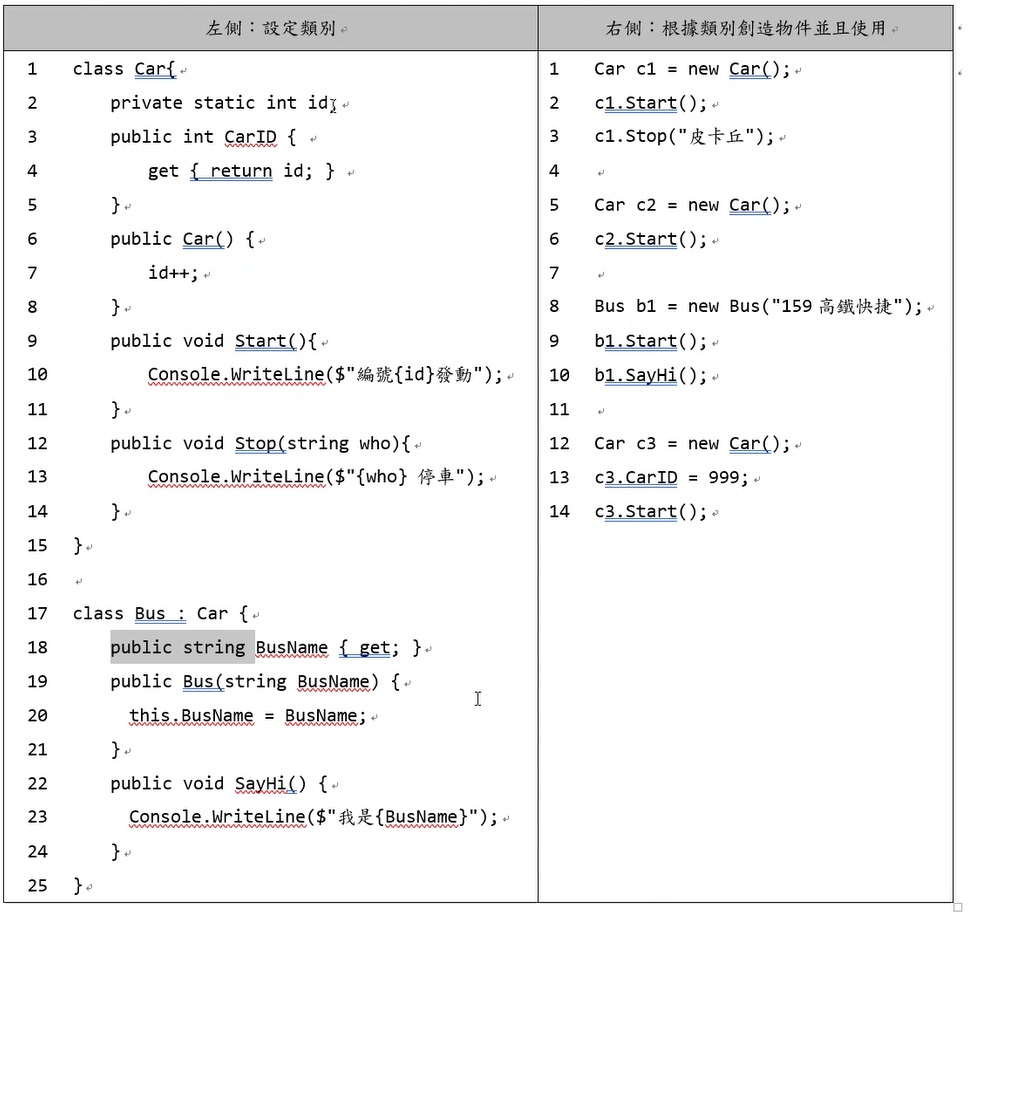 左側：設定類別
1 class Car{
2 private static int id;
3 public int CarID {
4 get { return id; }
5 }
6 public Car() {
7 id++;
8 }
9 public void Start(){
10 Console.WriteLine($"編號{id}發動");
11 }
12 public void Stop(string who){
13 Console.WriteLine($"{who} 停車");
14 }
15 }
16
17 class Bus : Car {
18 public string BusName { get; }
19 public Bus(string BusName) {
20 this.BusName = BusName;
21 }
22 public void SayHi() {
23 Console.WriteLine($"我是{BusName}");
24 }
25 }
右側：根據類別創造物件並且使用
1 Car c1 = new Car();
2 c1.Start();
3 c1.Stop("皮卡丘");
4
5 Car c2 = new Car();
6 c2.Start();
7
8 Bus b1 = new Bus("159 高鐵快捷");
9 b1.Start();
10 b1.SayHi();
11
12 Car c3 = new Car();
13 c3.CarID = 999;
14 c3.Start();